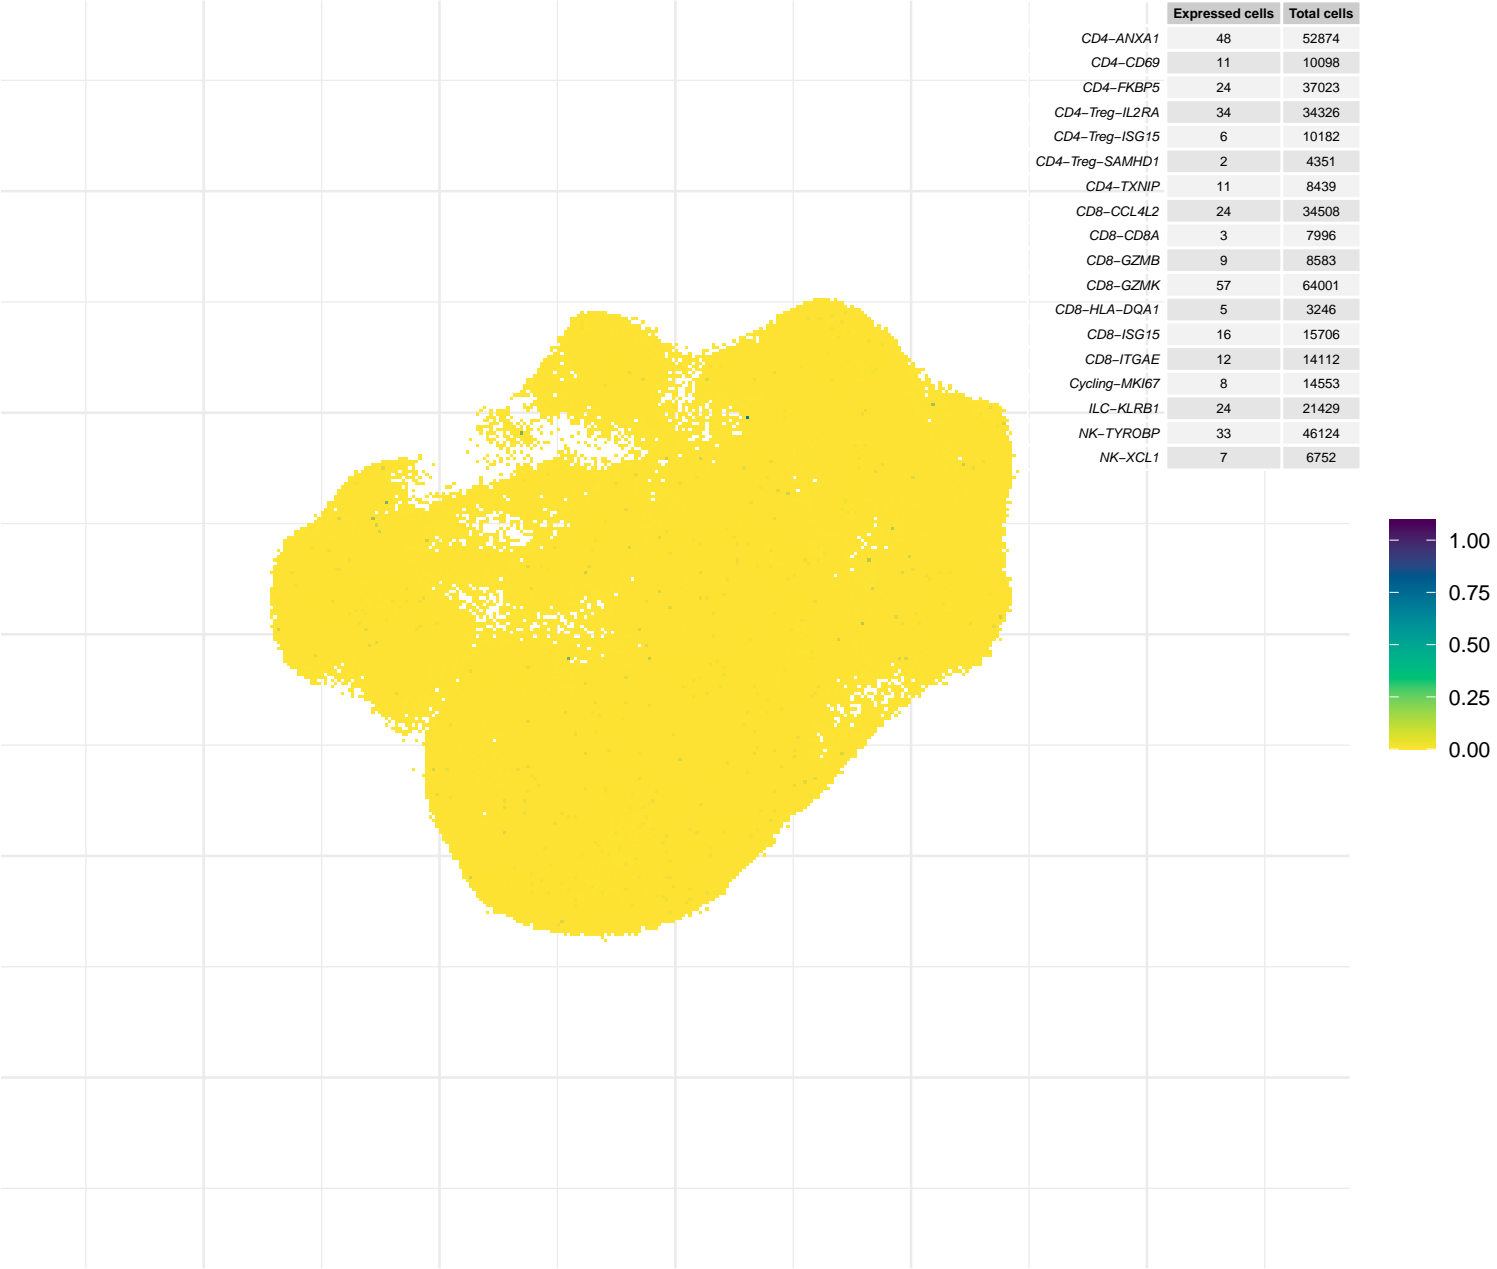 Expressed cells Total cells
CD4−ANXA1 48 52874
CD4−CD69 11 10098
CD4−FKBP5 24 37023
CD4−Treg−IL2RA 34 34326
CD4−Treg−ISG15 6 10182
CD4−Treg−SAMHD1 2 4351
CD4−TXNIP 11 8439
CD8−CCL4L2 24 34508
CD8−CD8A 3 7996
CD8−GZMB 9 8583
CD8−GZMK 57 64001
CD8−HLA−DQA1 5 3246
CD8−ISG15 16 15706
CD8−ITGAE 12 14112
Cycling−MKI67 8 14553
ILC−KLRB1 24 21429
NK−TYROBP 33 46124
NK−XCL1 7 6752
1.00
0.75
0.50
0.25
0.00